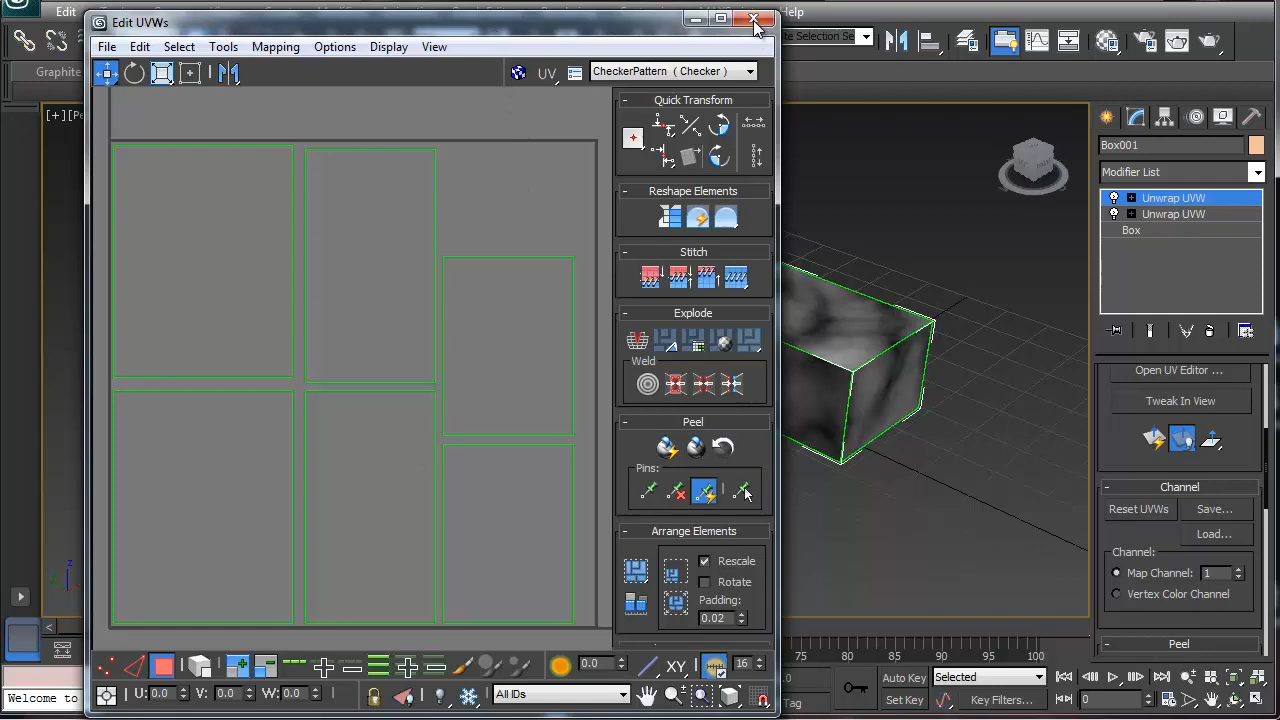 Edit
Help
Edit UVWs
File Edit Select Tools Mapping Options Display View
UV CheckerPattern ( Checker )
Quick Transform
Reshape Elements
Stitch
Explode
Weld
Peel
Pins:
Arrange Elements
Rescale
Rotate
Padding:
0.02
0.0 XY 16
U: 0.0 V: 0.0 W: 0.0 All IDs
Graphite
Box001
Modifier List
Unwrap UVW
Unwrap UVW
Box
Open UV Editor ...
Tweak In View
Channel
Reset UVWs Save...
Load...
Channel:
Map Channel: 1
Vertex Color Channel
Peel
z
80 85 90 95 100
Auto Key Selected
Set Key Key Filters... 0
Welcome to